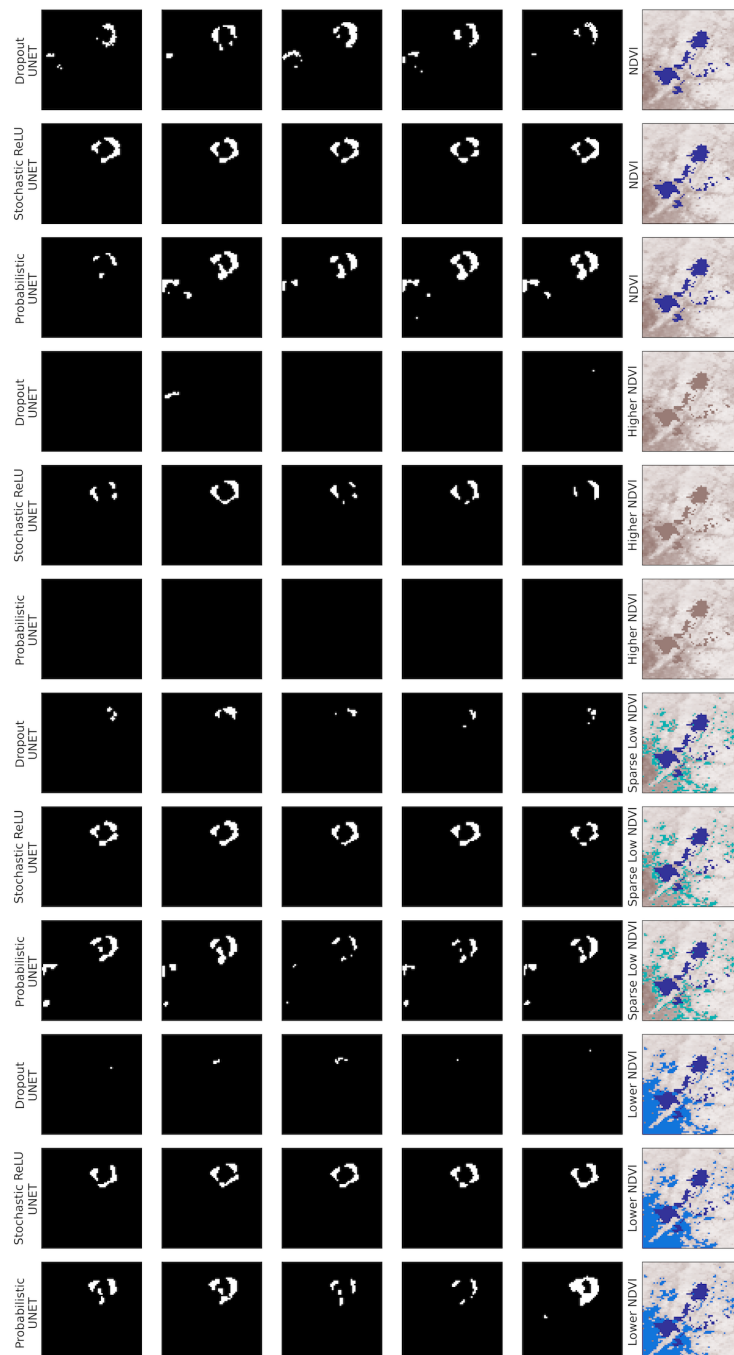 Dropout
UNET
NDVI
Stochastic ReLU
UNET
NDVI
Probabilistic
UNET
NDVI
Dropout
UNET
Higher NDVI
Stochastic ReLU
UNET
Higher NDVI
Probabilistic
UNET
Higher NDVI
Dropout
UNET
Sparse Low NDVI
Stochastic ReLU
UNET
Sparse Low NDVI
Probabilistic
UNET
Sparse Low NDVI
Dropout
UNET
Lower NDVI
Stochastic ReLU
UNET
Lower NDVI
Probabilistic
UNET
Lower NDVI